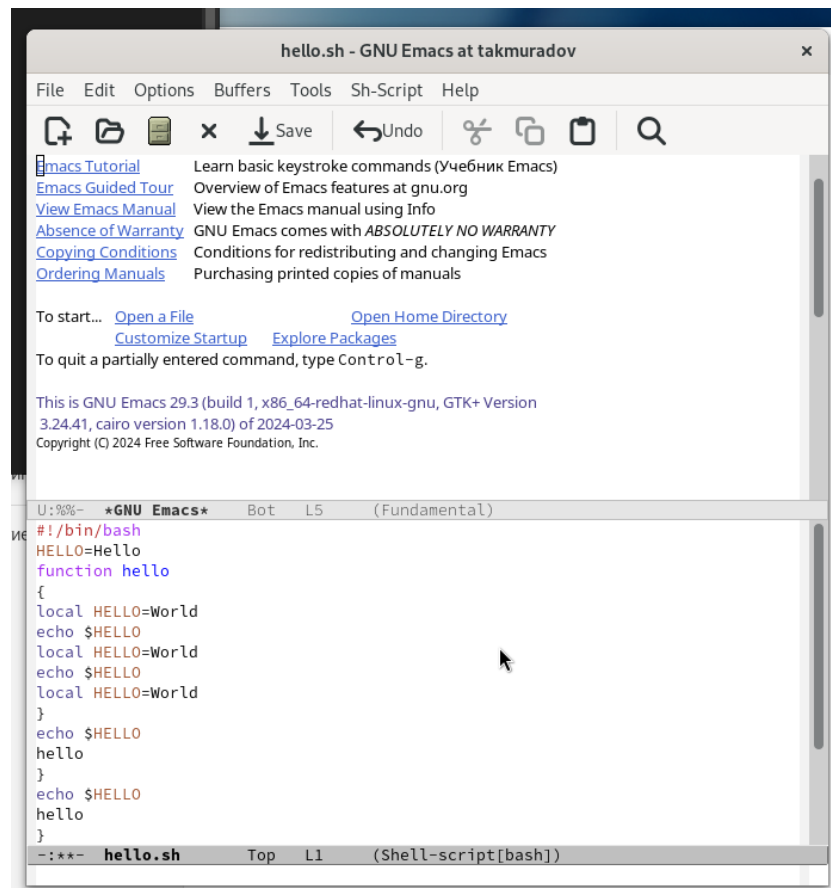 hello.sh - GNU Emacs at takmuradov
File Edit Options Buffers Tools Sh-Script Help
Save Undo
Emacs Tutorial Learn basic keystroke commands (Учебник Emacs)
Emacs Guided Tour Overview of Emacs features at gnu.org
View Emacs Manual View the Emacs manual using Info
Absence of Warranty GNU Emacs comes with ABSOLUTELY NO WARRANTY
Copying Conditions Conditions for redistributing and changing Emacs
Ordering Manuals Purchasing printed copies of manuals
To start... Open a File Open Home Directory
Customize Startup Explore Packages
To quit a partially entered command, type Control-g.
This is GNU Emacs 29.3 (build 1, x86_64-redhat-linux-gnu, GTK+ Version
3.24.41, cairo version 1.18.0) of 2024-03-25
Copyright (C) 2024 Free Software Foundation, Inc.
U:%%- *GNU Emacs* Bot L5 (Fundamental)
#!/bin/bash
HELLO=Hello
function hello
{
local HELLO=World
echo $HELLO
local HELLO=World
echo $HELLO
local HELLO=World
}
echo $HELLO
hello
}
echo $HELLO
hello
}
-:**- hello.sh Top L1 (Shell-script[bash])